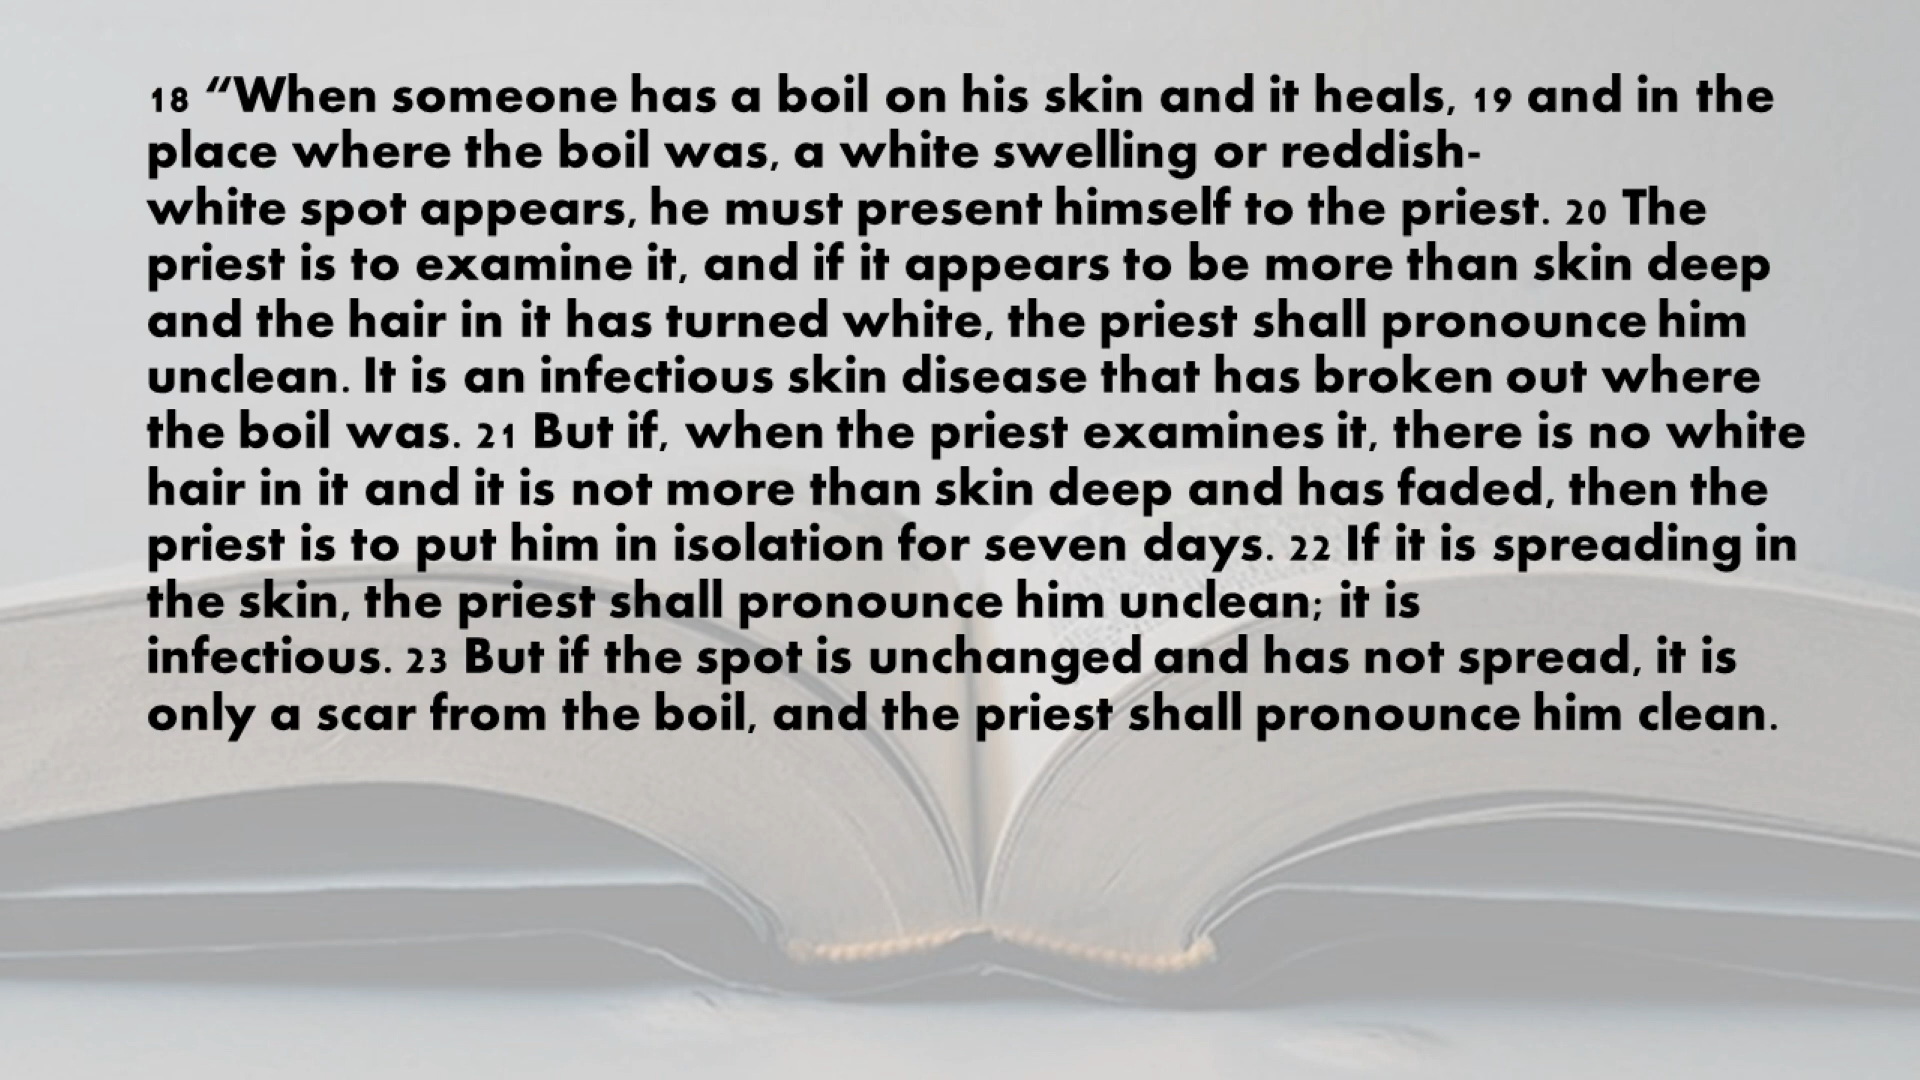 18 “When someone has a boil on his skin and it heals, 19 and in the
place where the boil was, a white swelling or reddish-
white spot appears, he must present himself to the priest. 20 The
priest is to examine it, and if it appears to be more than skin deep
and the hair in it has turned white, the priest shall pronounce him
unclean. It is an infectious skin disease that has broken out where
the boil was. 21 But if, when the priest examines it, there is no white
hair in it and it is not more than skin deep and has faded, then the
priest is to put him in isolation for seven days. 22 If it is spreading in
the skin, the priest shall pronounce him unclean; it is
infectious. 23 But if the spot is unchanged and has not spread, it is
only a scar from the boil, and the priest shall pronounce him clean.